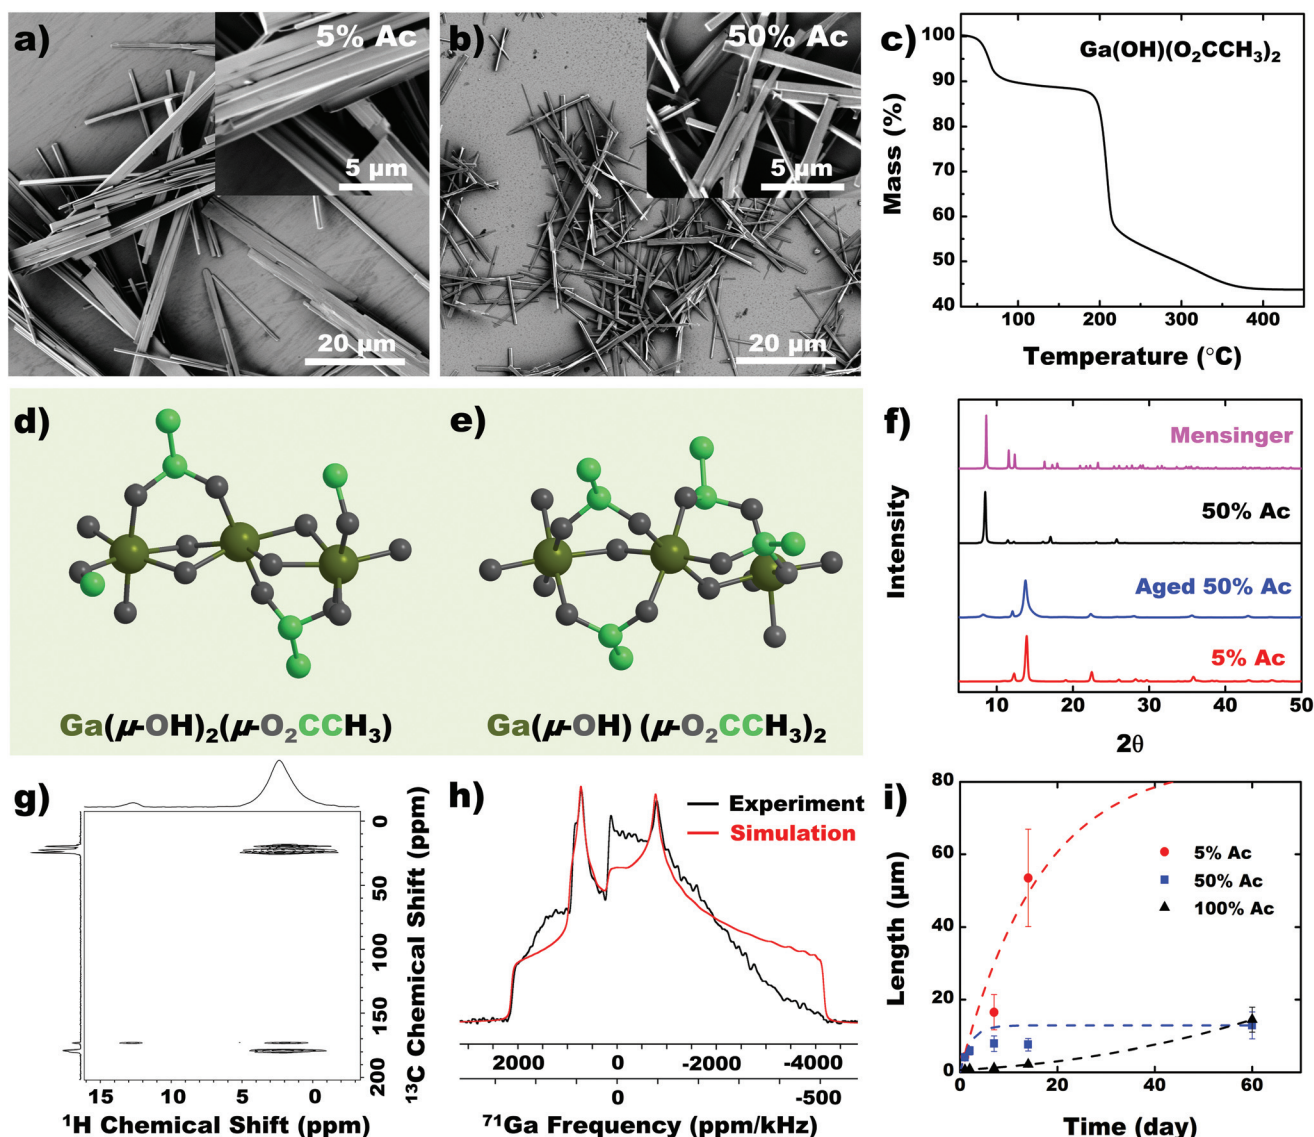 a)
5% Ac
5 µm
20 µm
b)
50% Ac
5 µm
20 µm
c)
Ga(OH)(O₂CCH₃)₂
100
90
80
70
60
50
40
Mass (%)
100
200
300
400
Temperature (°C)
d)
Ga(µ-OH)₂(µ-O₂CCH₃)
e)
Ga(µ-OH) (µ-O₂CCH₃)₂
f)
Mensinger
50% Ac
Aged 50% Ac
5% Ac
Intensity
10
20
30
40
50
2θ
g)
0
50
100
150
200
¹³C Chemical Shift (ppm)
15
10
5
0
¹H Chemical Shift (ppm)
h)
Experiment
Simulation
2000
0
-2000
-4000
0
-500
⁷¹Ga Frequency (ppm/kHz)
i)
80
60
40
20
0
Length (µm)
5% Ac
50% Ac
100% Ac
0
20
40
60
Time (day)